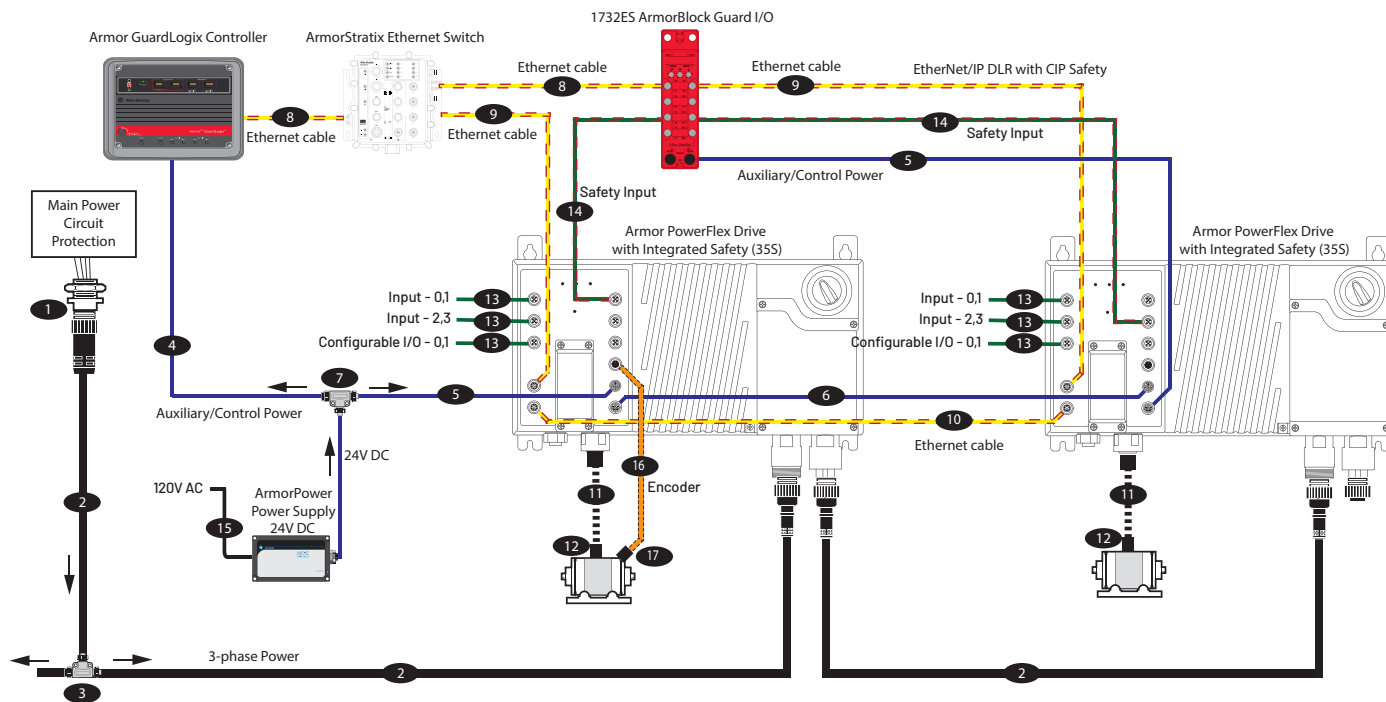 1732ES ArmorBlock Guard I/O
Armor GuardLogix Controller
ArmorStratix Ethernet Switch
Ethernet cable
8
Ethernet cable
9
EtherNet/IP DLR with CIP Safety
8
Ethernet cable
9
Ethernet cable
14
Safety Input
5
Auxiliary/Control Power
Main Power
Circuit
Protection
Safety Input
14
Armor PowerFlex Drive
with Integrated Safety (35S)
Armor PowerFlex Drive
with Integrated Safety (35S)
1
Input - 0,1
13
Input - 2,3
13
Configurable I/O - 0,1
13
Input - 0,1
13
Input - 2,3
13
Configurable I/O - 0,1
13
4
7
5
6
Auxiliary/Control Power
10
Ethernet cable
24V DC
16
Encoder
120V AC
ArmorPower
Power Supply
24V DC
15
2
11
11
12
17
12
3-phase Power
2
2
3